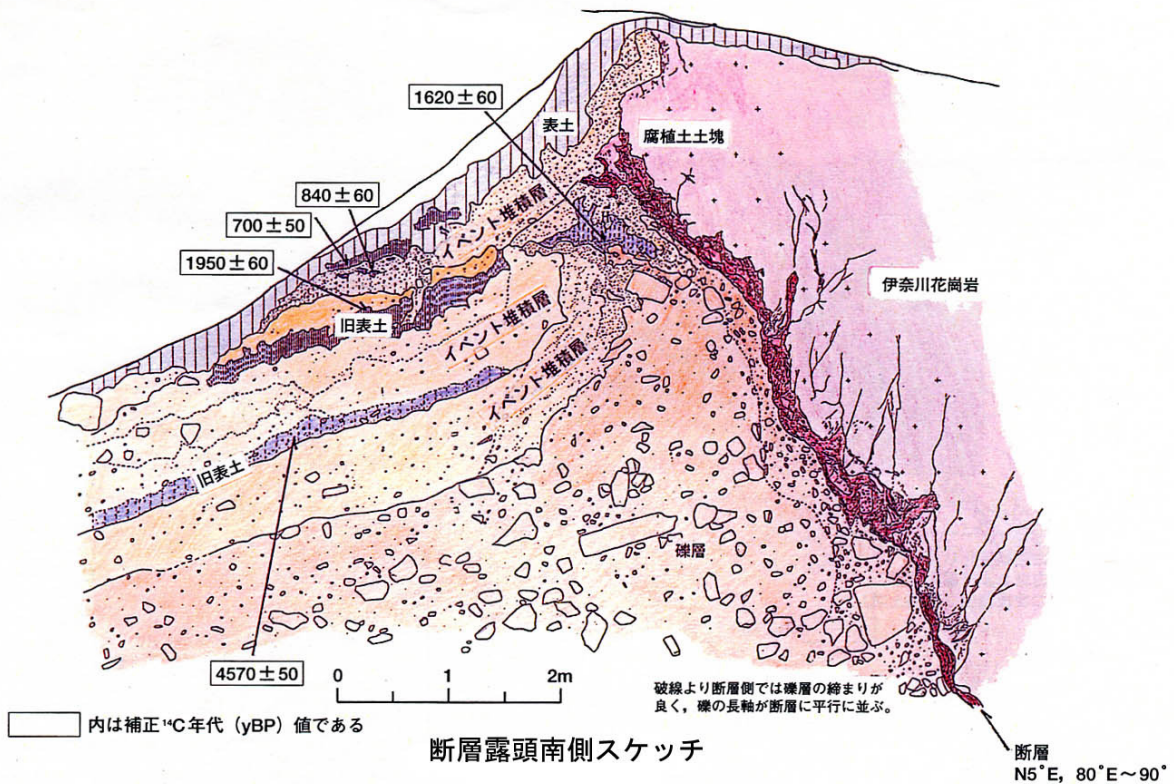 1620±60
表土
腐植土土塊
840±60
イベント堆積層
700±50
1950±60
伊奈川花崗岩
旧表土
イベント堆積層
イベント堆積層
旧表土
礫層
4570±50
0 1 2m
破線より断層側では礫層の締まりが
良く，礫の長軸が断層に平行に並ぶ。
内は補正¹⁴C年代（yBP）値である
断層露頭南側スケッチ
断層
N5°E，80°E～90°